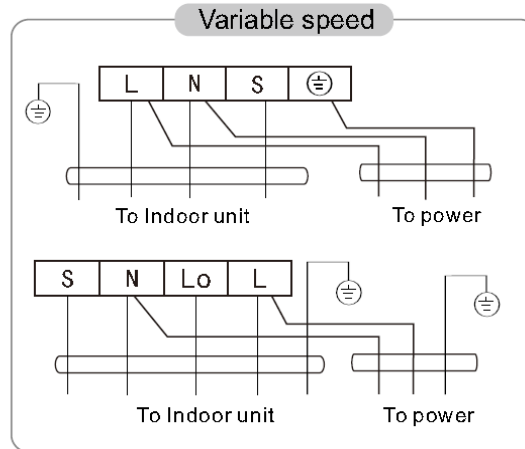 Variable speed
L N S
To Indoor unit To power
S N Lo L
To Indoor unit To power